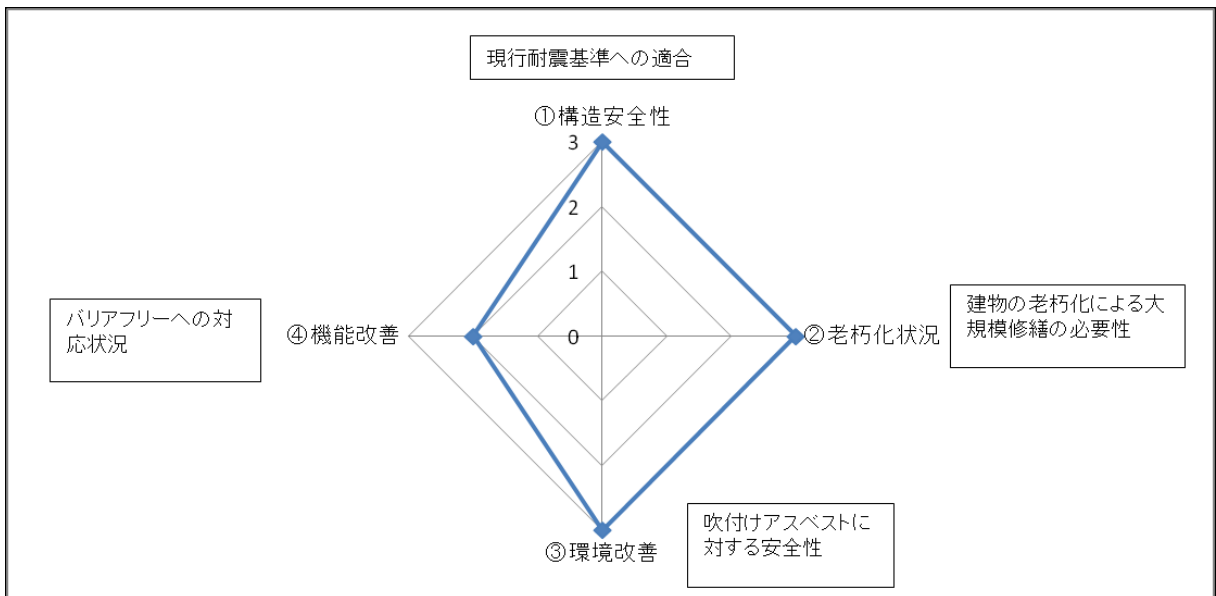 現行耐震基準への適合
①構造安全性
3
2
1
0
バリアフリーへの対
応状況
④機能改善
②老朽化状況
建物の老朽化による大
規模修繕の必要性
③環境改善
吹付けアスベストに
対する安全性